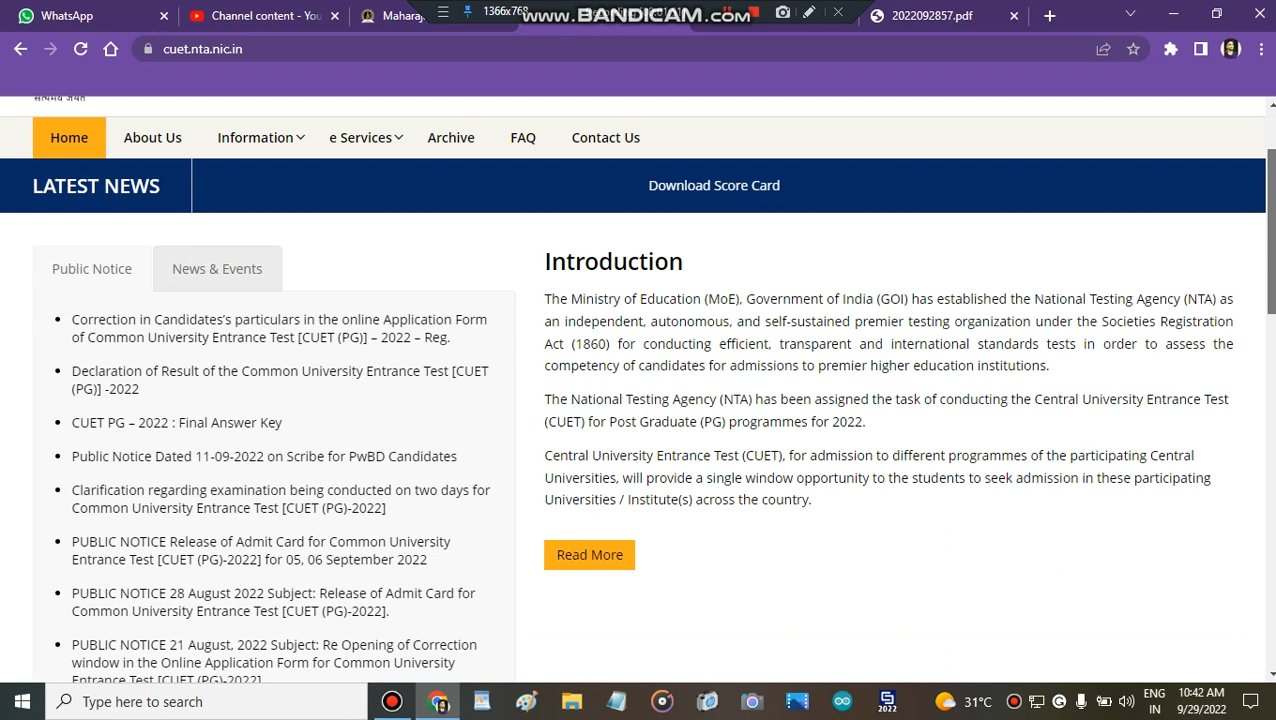 WhatsApp
Channel content - You
Maharaj
1366x768
www.BANDICAM.com
2022092857.pdf
cuet.nta.nic.in
सत्यमेव जयते
Home
About Us
Information
e Services
Archive
FAQ
Contact Us
LATEST NEWS
Download Score Card
Public Notice
News & Events
Correction in Candidates's particulars in the online Application Form
of Common University Entrance Test [CUET (PG)] – 2022 – Reg.
Declaration of Result of the Common University Entrance Test [CUET
(PG)] -2022
CUET PG – 2022 : Final Answer Key
Public Notice Dated 11-09-2022 on Scribe for PwBD Candidates
Clarification regarding examination being conducted on two days for
Common University Entrance Test [CUET (PG)-2022]
PUBLIC NOTICE Release of Admit Card for Common University
Entrance Test [CUET (PG)-2022] for 05, 06 September 2022
PUBLIC NOTICE 28 August 2022 Subject: Release of Admit Card for
Common University Entrance Test [CUET (PG)-2022].
PUBLIC NOTICE 21 August, 2022 Subject: Re Opening of Correction
window in the Online Application Form for Common University
Entrance Test [CUET (PG)-2022]
Introduction
The Ministry of Education (MoE), Government of India (GOI) has established the National Testing Agency (NTA) as
an independent, autonomous, and self-sustained premier testing organization under the Societies Registration
Act (1860) for conducting efficient, transparent and international standards tests in order to assess the
competency of candidates for admissions to premier higher education institutions.
The National Testing Agency (NTA) has been assigned the task of conducting the Central University Entrance Test
(CUET) for Post Graduate (PG) programmes for 2022.
Central University Entrance Test (CUET), for admission to different programmes of the participating Central
Universities, will provide a single window opportunity to the students to seek admission in these participating
Universities / Institute(s) across the country.
Read More
Type here to search
2022
31°C
ENG
IN
10:42 AM
9/29/2022